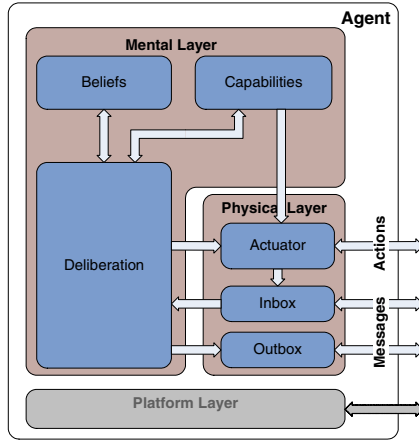 Agent
Mental Layer
Beliefs
Capabilities
Physical Layer
Deliberation
Actuator
Actions
Inbox
Messages
Outbox
Platform Layer